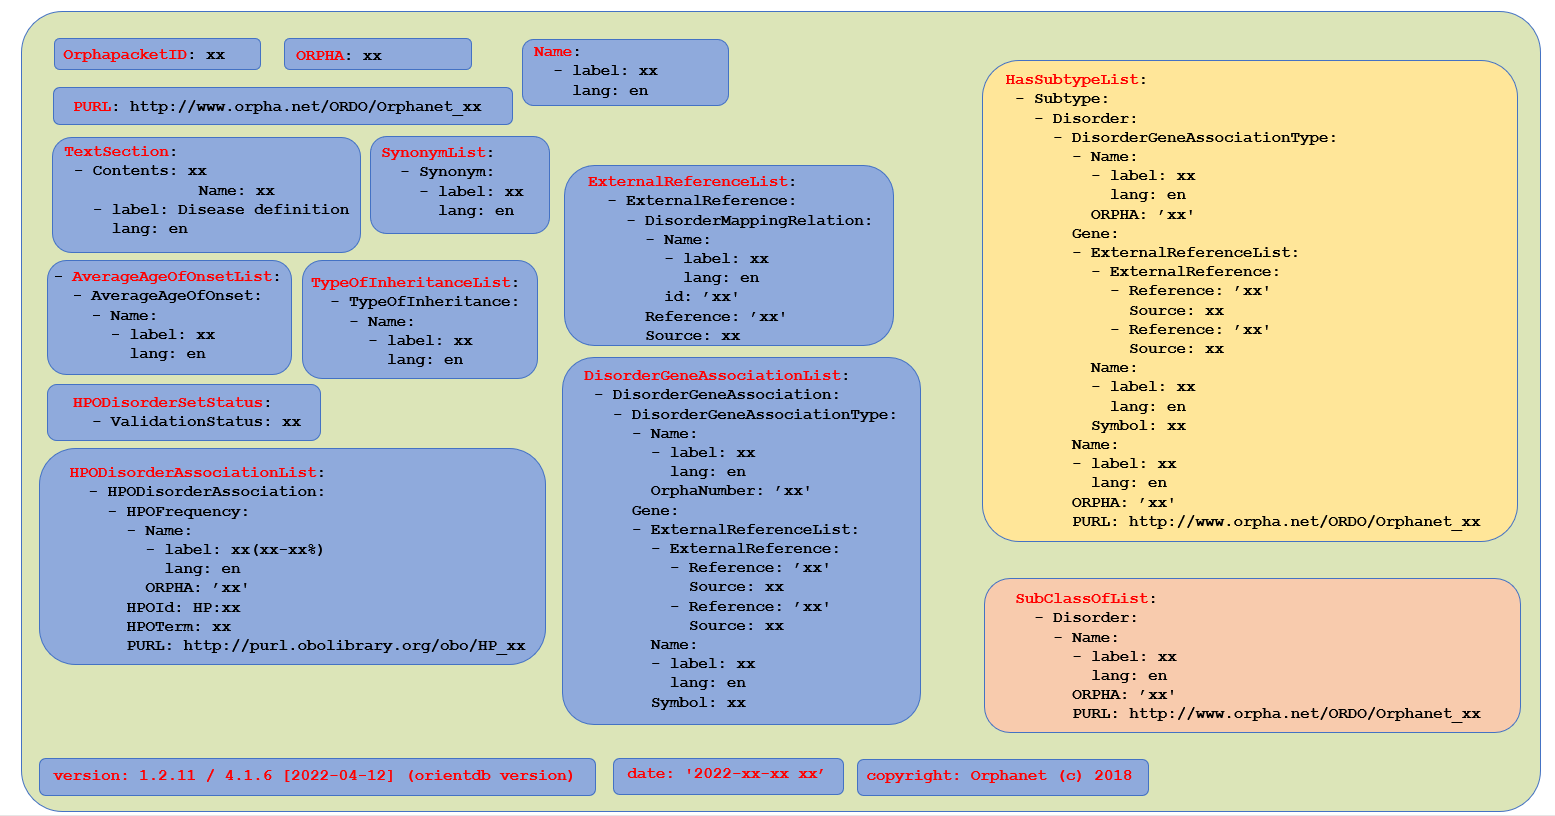 OrphapacketID: xx
ORPHA: xx
Name:
- label: xx
lang: en
PURL: http://www.orpha.net/ORDO/Orphanet_xx
TextSection:
- Contents: xx
Name: xx
- label: Disease definition
lang: en
SynonymList:
- Synonym:
- label: xx
lang: en
- AverageAgeOfOnsetList:
- AverageAgeOfOnset:
- Name:
- label: xx
lang: en
TypeOfInheritanceList:
- TypeOfInheritance:
- Name:
- label: xx
lang: en
HPODisorderSetStatus:
- ValidationStatus: xx
HPODisorderAssociationList:
- HPODisorderAssociation:
- HPOFrequency:
- Name:
- label: xx(xx-xx%)
lang: en
ORPHA: ’xx'
HPOId: HP:xx
HPOTerm: xx
PURL: http://purl.obolibrary.org/obo/HP_xx
ExternalReferenceList:
- ExternalReference:
- DisorderMappingRelation:
- Name:
- label: xx
lang: en
id: ’xx'
Reference: ’xx'
Source: xx
DisorderGeneAssociationList:
- DisorderGeneAssociation:
- DisorderGeneAssociationType:
- Name:
- label: xx
lang: en
OrphaNumber: ’xx'
Gene:
- ExternalReferenceList:
- ExternalReference:
- Reference: ’xx'
Source: xx
- Reference: ’xx'
Source: xx
Name:
- label: xx
lang: en
Symbol: xx
HasSubtypeList:
- Subtype:
- Disorder:
- DisorderGeneAssociationType:
- Name:
- label: xx
lang: en
ORPHA: ’xx'
Gene:
- ExternalReferenceList:
- ExternalReference:
- Reference: ’xx'
Source: xx
- Reference: ’xx'
Source: xx
Name:
- label: xx
lang: en
Symbol: xx
Name:
- label: xx
lang: en
ORPHA: ’xx'
PURL: http://www.orpha.net/ORDO/Orphanet_xx
SubClassOfList:
- Disorder:
- Name:
- label: xx
lang: en
ORPHA: ’xx'
PURL: http://www.orpha.net/ORDO/Orphanet_xx
version: 1.2.11 / 4.1.6 [2022-04-12] (orientdb version)
date: '2022-xx-xx xx’
copyright: Orphanet (c) 2018